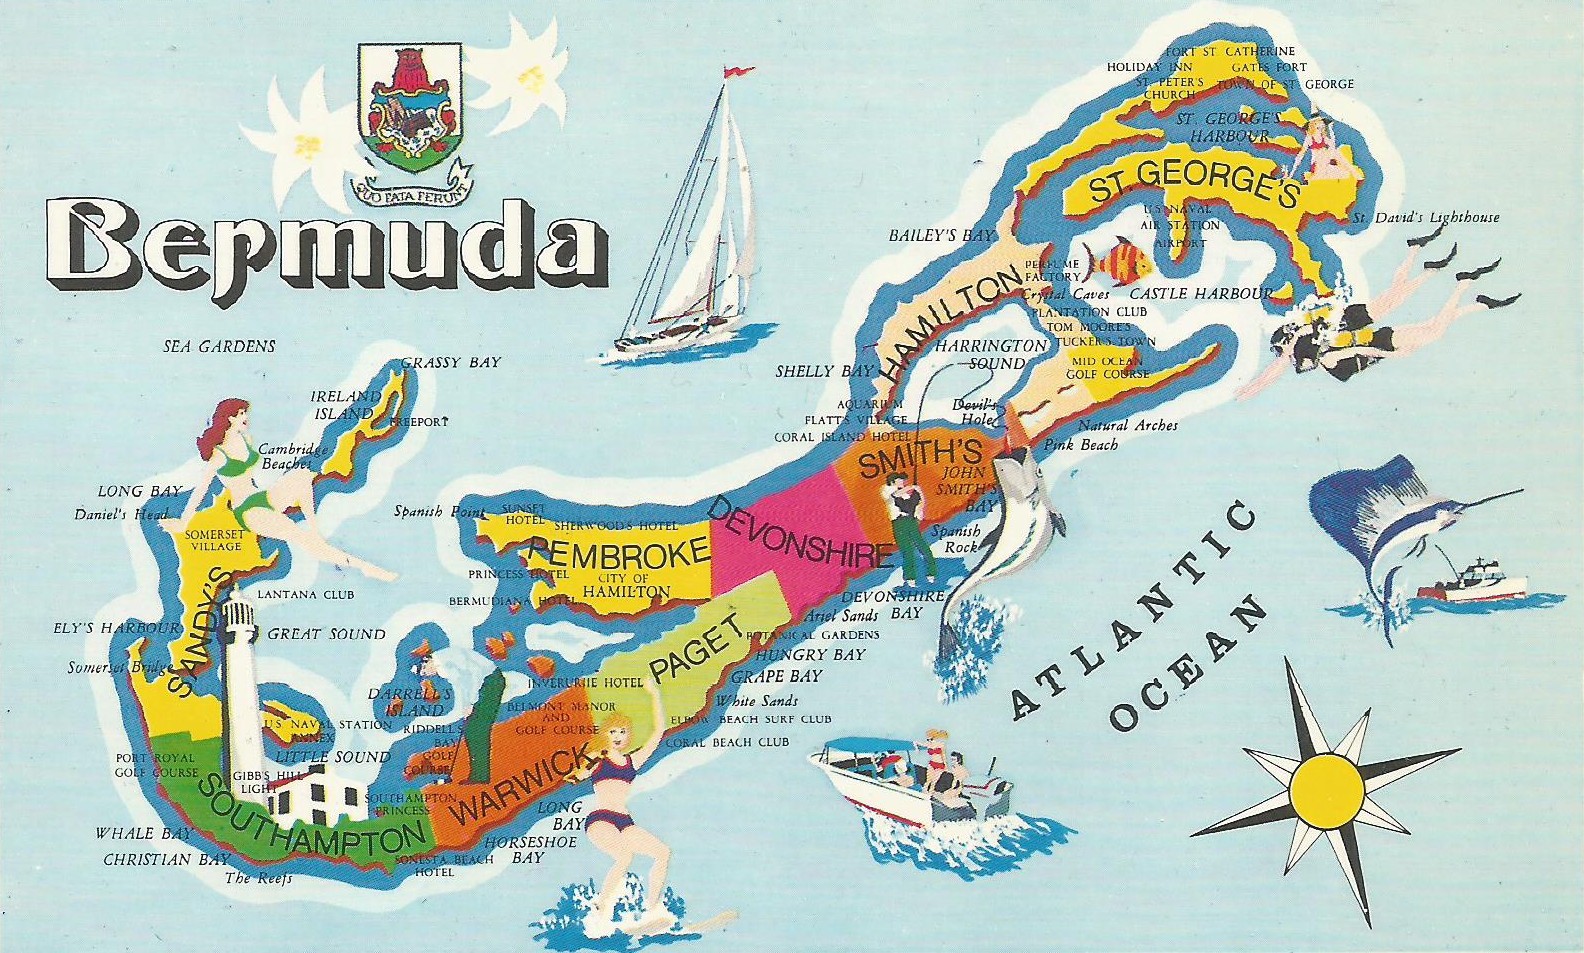 QUO FATA FERUNT
Bermuda
SEA GARDENS
GRASSY BAY
IRELAND
ISLAND
FREEPORT
Cambridge
Beaches
LONG BAY
Daniel's Head
SOMERSET
VILLAGE
SANDY'S
LANTANA CLUB
ELY'S HARBOUR
GREAT SOUND
Somerset Bridge
DARRELL'S
ISLAND
U.S. NAVAL STATION
ANNEX
LITTLE SOUND
PORT ROYAL
GOLF COURSE
GIBB'S HILL
LIGHT
SOUTHAMPTON
SOUTHAMPTON
PRINCESS
RIDDELL'S
BAY
GOLF
COURSE
WHALE BAY
CHRISTIAN BAY
The Reefs
SONESTA BEACH
HOTEL
HORSESHOE
BAY
LONG
BAY
WARWICK
BELMONT MANOR
AND
GOLF COURSE
INVERURIE HOTEL
CORAL BEACH CLUB
ELBOW BEACH SURF CLUB
White Sands
GRAPE BAY
HUNGRY BAY
BOTANICAL GARDENS
PAGET
Spanish Point
SUNSET
HOTEL
SHERWOOD'S HOTEL
PEMBROKE
CITY OF
HAMILTON
PRINCESS HOTEL
BERMUDIANA HOTEL
DEVONSHIRE
Ariel Sands
DEVONSHIRE
BAY
SMITH'S
JOHN
SMITH'S
BAY
Spanish
Rock
AQUARIUM
FLATTS VILLAGE
CORAL ISLAND HOTEL
SHELLY BAY
HAMILTON
HARRINGTON
SOUND
Devil's
Hole
Natural Arches
Pink Beach
MID OCEAN
GOLF COURSE
TUCKER'S TOWN
TOM MOORE'S
PLANTATION CLUB
Crystal Caves
CASTLE HARBOUR
PERFUME
FACTORY
BAILEY'S BAY
U.S. NAVAL
AIR STATION
AIRPORT
ST. GEORGE'S
St. David's Lighthouse
ST. GEORGE'S
HARBOUR
FORT ST CATHERINE
HOLIDAY INN
GATES FORT
ST. PETER'S
CHURCH
TOWN OF ST GEORGE
ATLANTIC
OCEAN